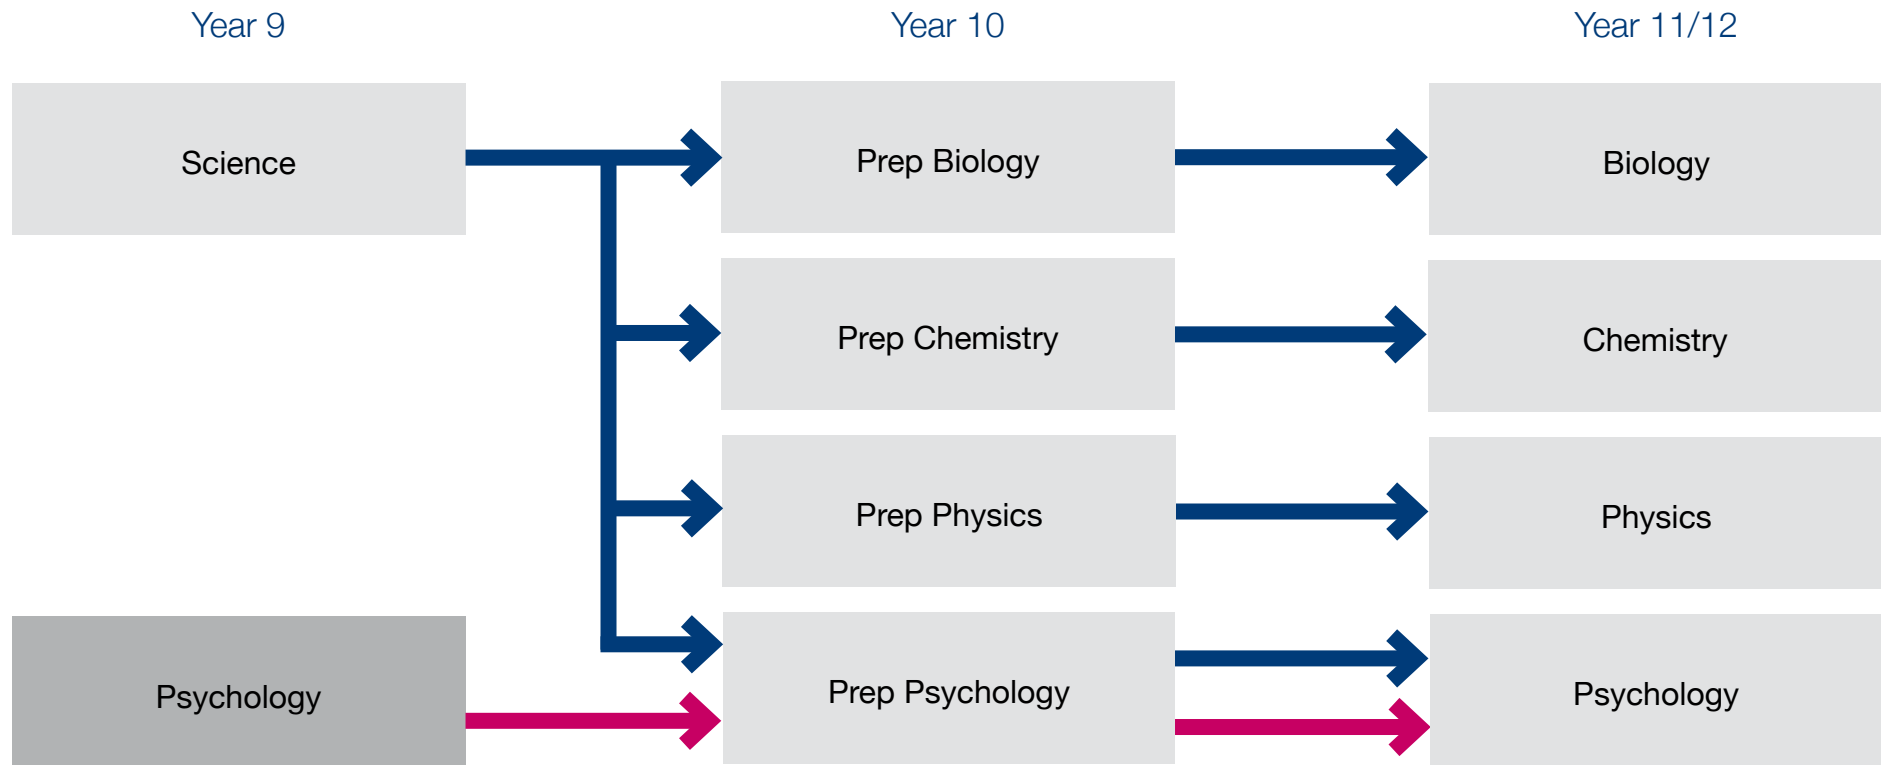 Year 9
Year 10
Year 11/12
Science
Prep Biology
Biology
Prep Chemistry
Chemistry
Prep Physics
Physics
Psychology
Prep Psychology
Psychology